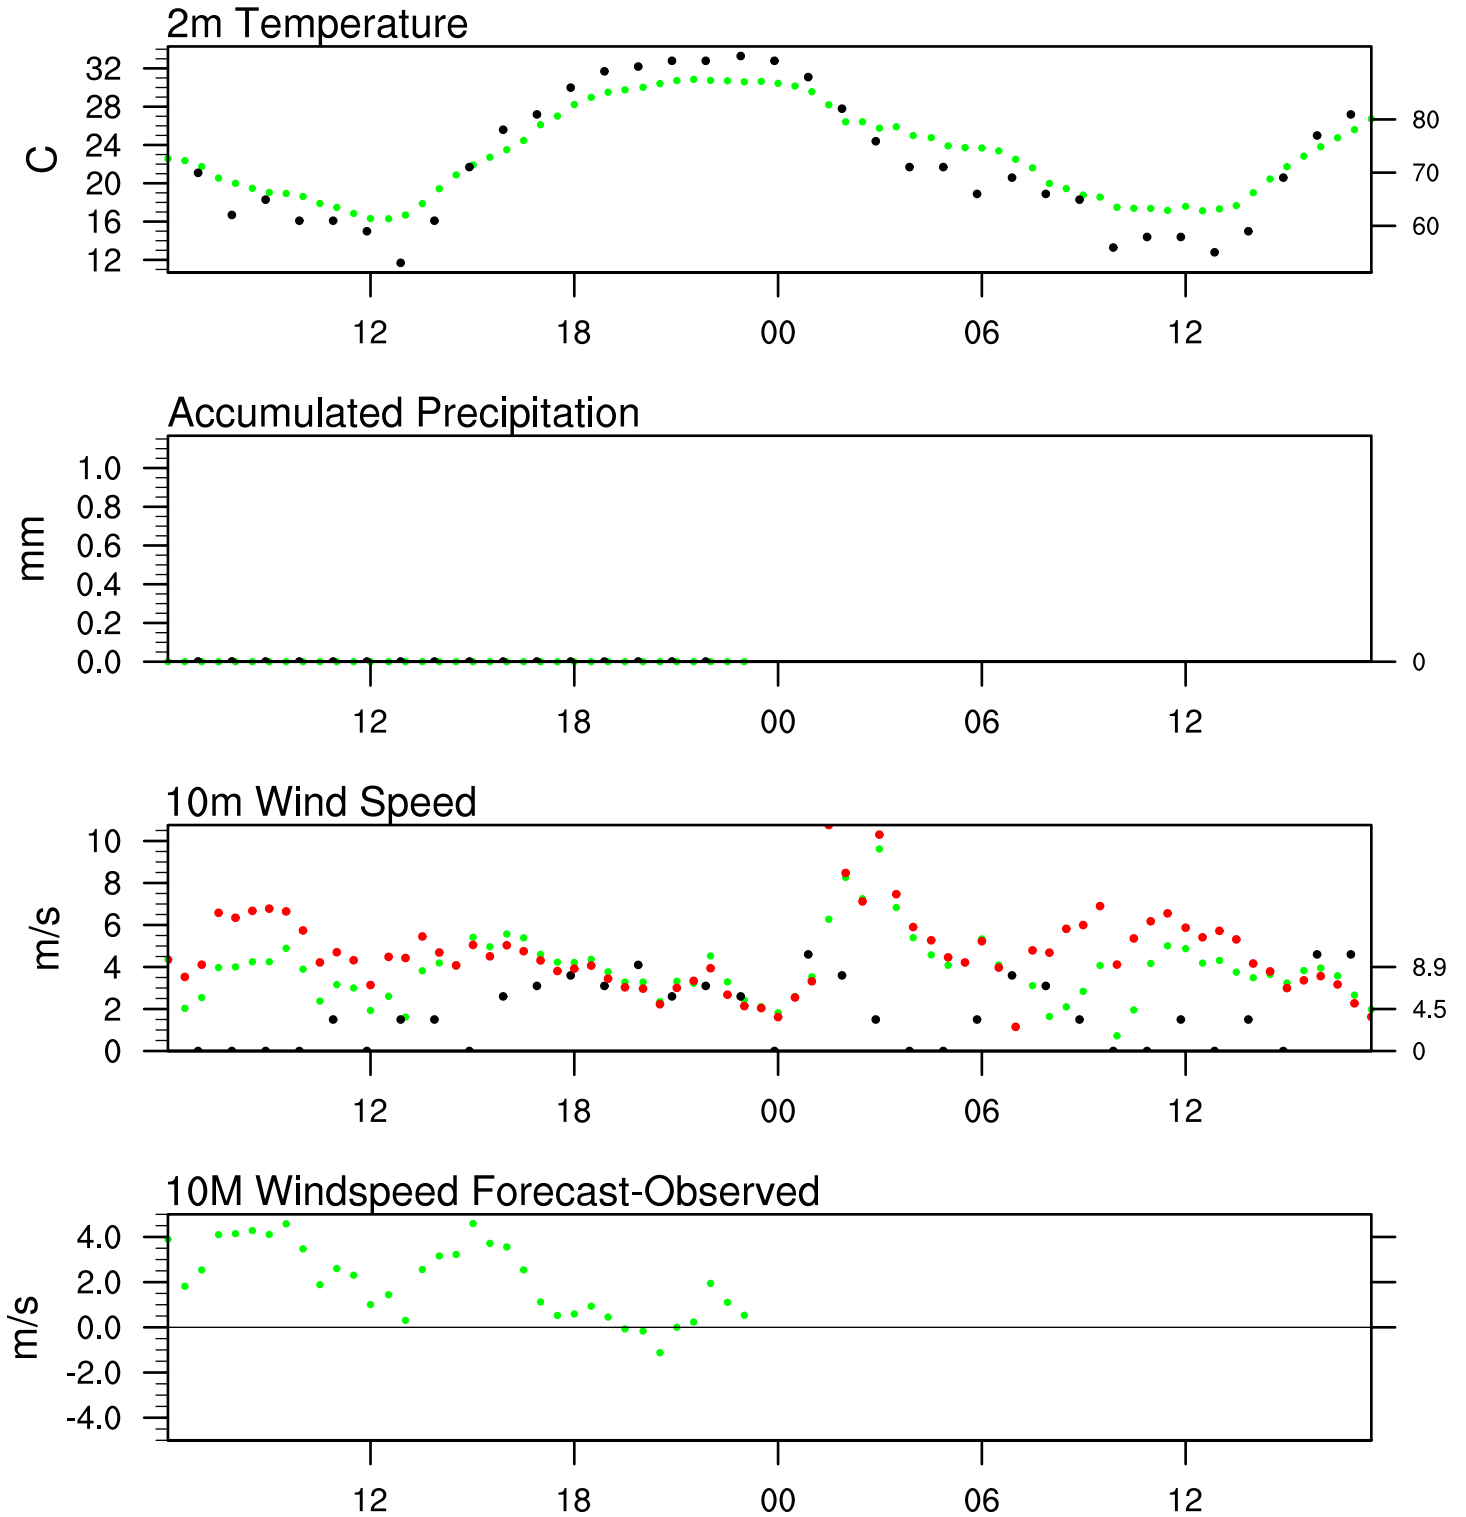 2m Temperature
32
28
24
20
16
12
C
80
70
60
12 18 00 06 12
Accumulated Precipitation
1.0
0.8
0.6
0.4
0.2
0.0
mm
0
12 18 00 06 12
10m Wind Speed
10
8
6
4
2
0
m/s
8.9
4.5
0
12 18 00 06 12
10M Windspeed Forecast-Observed
4.0
2.0
0.0
-2.0
-4.0
m/s
12 18 00 06 12